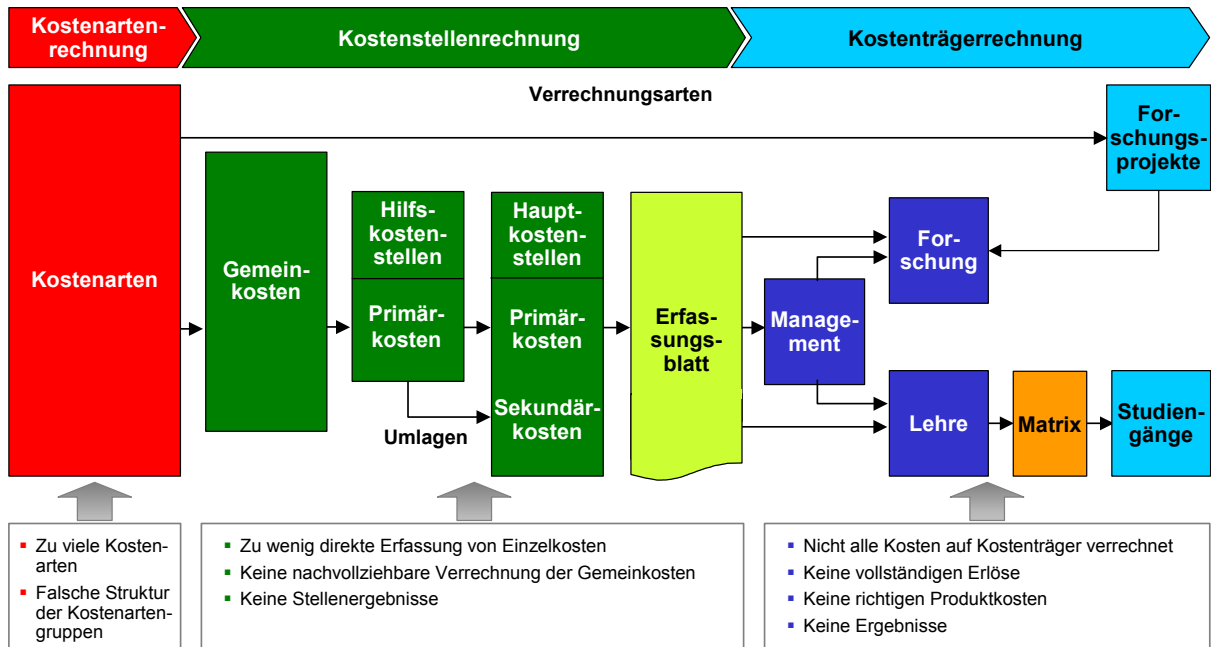 Kostenarten-
rechnung
Kostenstellenrechnung
Kostenträgerrechnung
Verrechnungsarten
For-
schungs-
projekte
Kostenarten
Gemein-
kosten
Hilfs-
kosten-
stellen
Primär-
kosten
Umlagen
Haupt-
kosten-
stellen
Primär-
kosten
Sekundär-
kosten
Erfas-
sungs-
blatt
Manage-
ment
For-
schung
Lehre
Matrix
Studien-
gänge
▪ Zu viele Kosten-
arten
▪ Falsche Struktur
der Kostenarten-
gruppen
▪ Zu wenig direkte Erfassung von Einzelkosten
▪ Keine nachvollziehbare Verrechnung der Gemeinkosten
▪ Keine Stellenergebnisse
▪ Nicht alle Kosten auf Kostenträger verrechnet
▪ Keine vollständigen Erlöse
▪ Keine richtigen Produktkosten
▪ Keine Ergebnisse